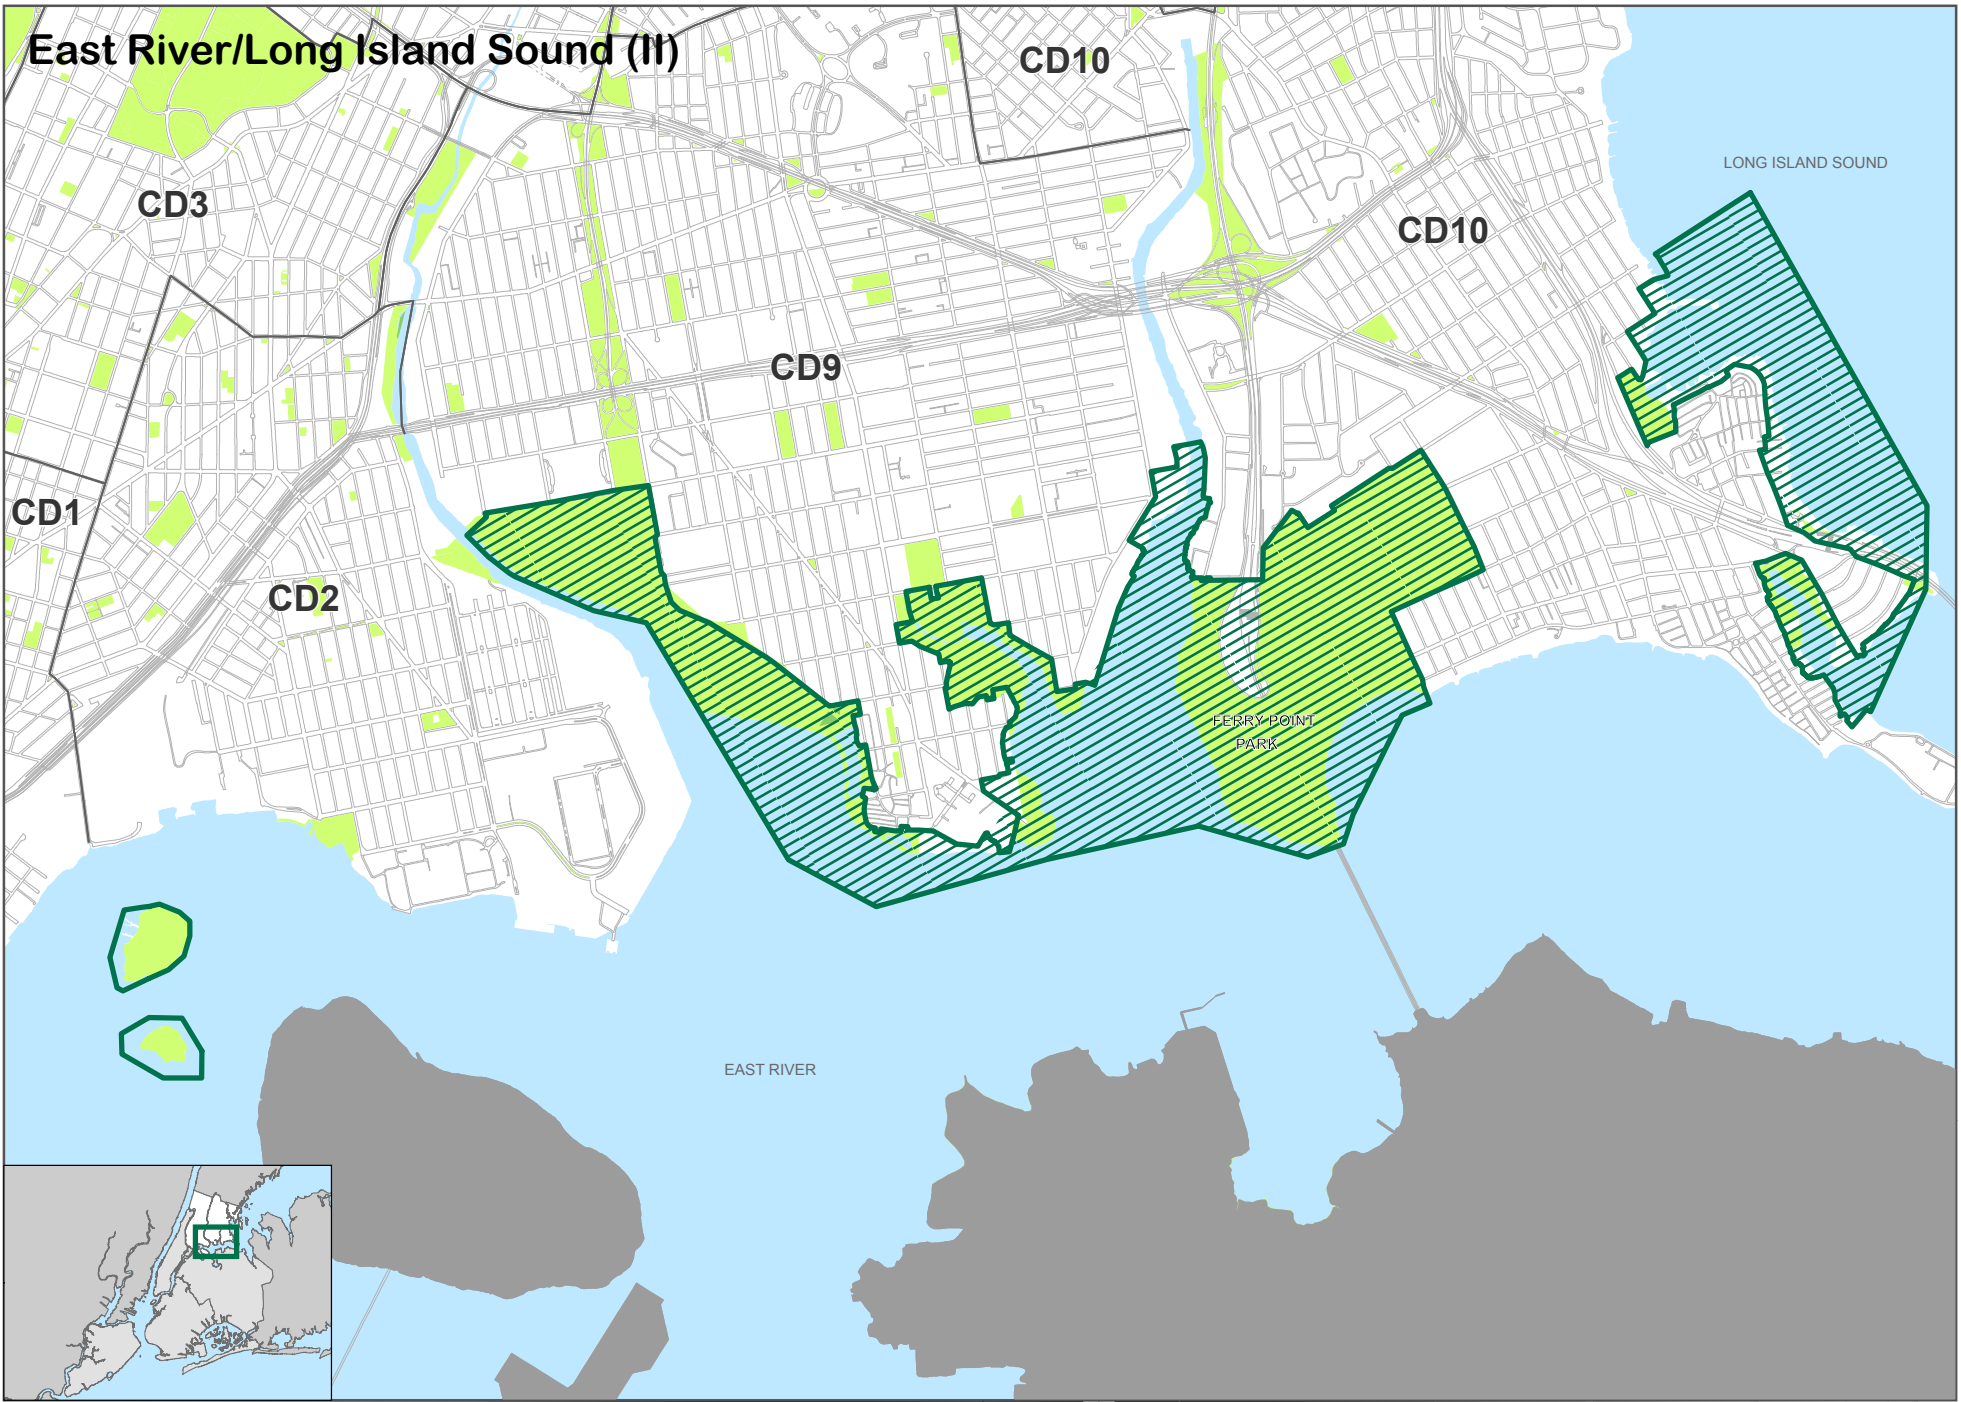 East River/Long Island Sound (II)
CD10
LONG ISLAND SOUND
CD3
CD10
CD9
CD1
CD2
FERRY POINT
PARK
EAST RIVER